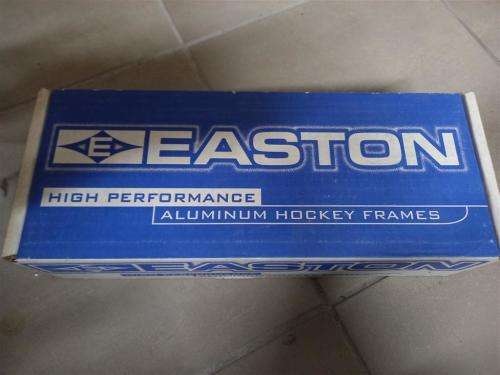 E EASTON
HIGH PERFORMANCE
ALUMINUM HOCKEY FRAMES
EASTON